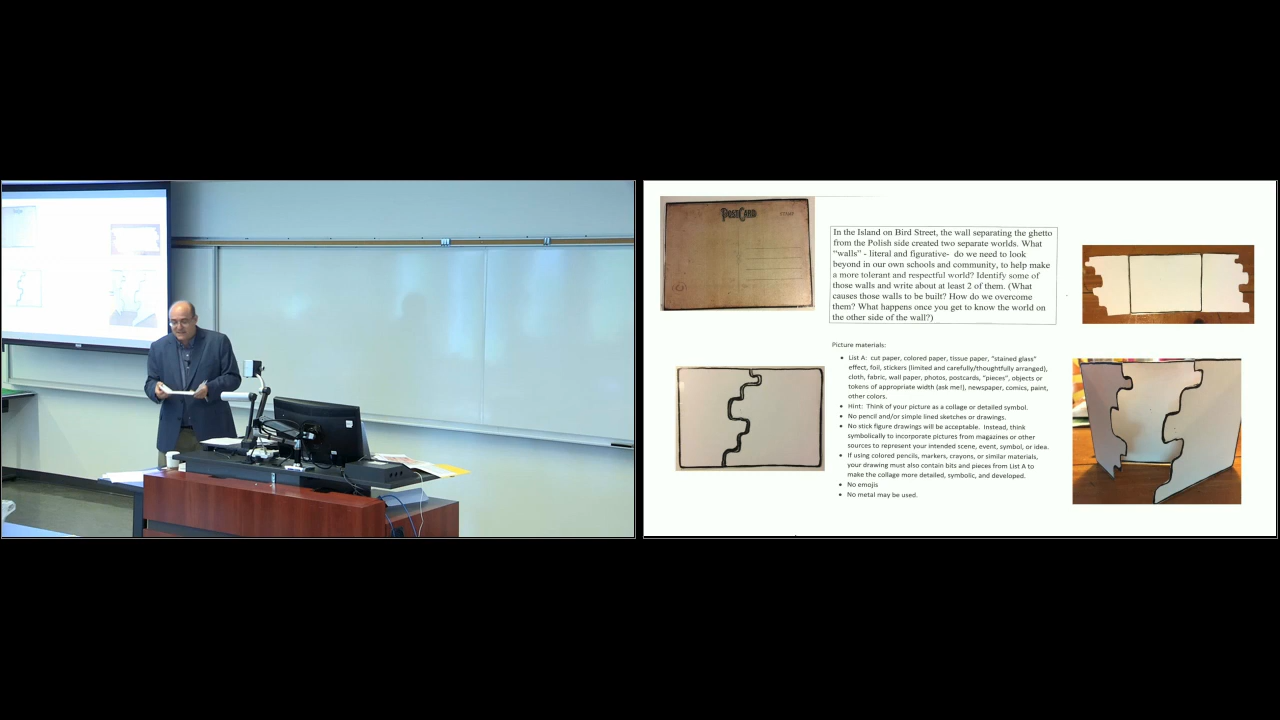 POSTCARD
STAMP
In the Island on Bird Street, the wall separating the ghetto
from the Polish side created two separate worlds. What
“walls” - literal and figurative- do we need to look
beyond in our own schools and community, to help make
a more tolerant and respectful world? Identify some of
those walls and write about at least 2 of them. (What
causes those walls to be built? How do we overcome
them? What happens once you get to know the world on
the other side of the wall?)
Picture materials:
• List A: cut paper, colored paper, tissue paper, “stained glass”
effect, foil, stickers (limited and carefully/thoughtfully arranged),
cloth, fabric, wall paper, photos, postcards, “pieces”, objects or
tokens of appropriate width (ask me!), newspaper, comics, paint,
other colors.
• Hint: Think of your picture as a collage or detailed symbol.
• No pencil and/or simple lined sketches or drawings.
• No stick figure drawings will be acceptable. Instead, think
symbolically to incorporate pictures from magazines or other
sources to represent your intended scene, event, symbol, or idea.
• If using colored pencils, markers, crayons, or similar materials,
your drawing must also contain bits and pieces from List A to
make the collage more detailed, symbolic, and developed.
• No emojis
• No metal may be used.